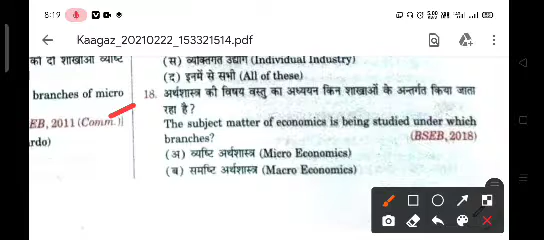 8:19
Kaagaz_20210222_153321514.pdf
की दो शाखाओं व्यष्टि
(स) व्यक्तिगत उद्योग (Individual Industry)
(द) इनमें से सभी (All of these)
branches of micro
18. अर्थशास्त्र की विषय वस्तु का अध्ययन किन शाखाओं के अन्तर्गत किया जाता
रहा है?
EB, 2011 (Comm.)]
The subject matter of economics is being studied under which
rdo)
branches? (BSEB, 2018)
(अ) व्यष्टि अर्थशास्त्र (Micro Economics)
(ब) समष्टि अर्थशास्त्र (Macro Economics)